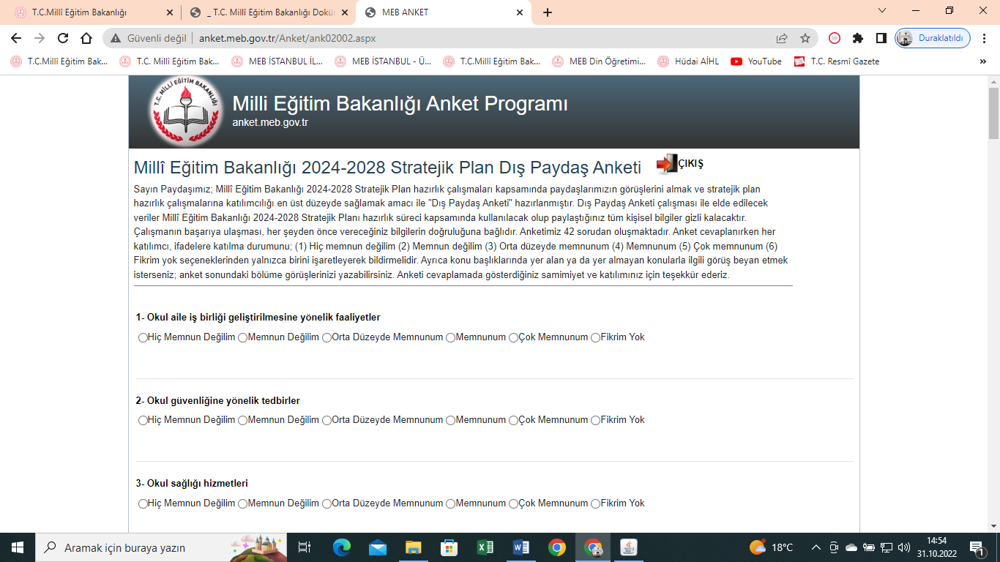 T.C.Millî Eğitim Bakanlığı
_ T.C. Millî Eğitim Bakanlığı Dokü
MEB ANKET
Güvenli değil
anket.meb.gov.tr/Anket/ank02002.aspx
Duraklatıldı
T.C.Milli Eğitim Bak...
T.C. Millî Eğitim Bak...
MEB İSTANBUL İL...
MEB İSTANBUL - Ü...
T.C.Milli Eğitim Bak...
MEB Din Öğretimi...
Hüdai AİHL
YouTube
T.C. Resmî Gazete
»
T.C. MİLLİ EĞİTİM BAKANLIĞI
Milli Eğitim Bakanlığı Anket Programı
anket.meb.gov.tr
Millî Eğitim Bakanlığı 2024-2028 Stratejik Plan Dış Paydaş Anketi
ÇIKIŞ
Sayın Paydaşımız; Millî Eğitim Bakanlığı 2024-2028 Stratejik Plan hazırlık çalışmaları kapsamında paydaşlarımızın görüşlerini almak ve stratejik plan
hazırlık çalışmalarına katılımcılığı en üst düzeyde sağlamak amacı ile "Dış Paydaş Anketi" hazırlanmıştır. Dış Paydaş Anketi çalışması ile elde edilecek
veriler Millî Eğitim Bakanlığı 2024-2028 Stratejik Planı hazırlık süreci kapsamında kullanılacak olup paylaştığınız tüm kişisel bilgiler gizli kalacaktır.
Çalışmanın başarıya ulaşması, her şeyden önce vereceğiniz bilgilerin doğruluğuna bağlıdır. Anketimiz 42 sorudan oluşmaktadır. Anket cevaplanırken her
katılımcı, ifadelere katılma durumunu; (1) Hiç memnun değilim (2) Memnun değilim (3) Orta düzeyde memnunum (4) Memnunum (5) Çok memnunum (6)
Fikrim yok seçeneklerinden yalnızca birini işaretleyerek bildirmelidir. Ayrıca konu başlıklarında yer alan ya da yer almayan konularla ilgili görüş beyan etmek
isterseniz; anket sonundaki bölüme görüşlerinizi yazabilirsiniz. Anketi cevaplamada gösterdiğiniz samimiyet ve katılımınız için teşekkür ederiz.
1- Okul aile iş birliği geliştirilmesine yönelik faaliyetler
Hiç Memnun Değilim Memnun Değilim Orta Düzeyde Memnunum Memnunum Çok Memnunum Fikrim Yok
2- Okul güvenliğine yönelik tedbirler
Hiç Memnun Değilim Memnun Değilim Orta Düzeyde Memnunum Memnunum Çok Memnunum Fikrim Yok
3- Okul sağlığı hizmetleri
Hiç Memnun Değilim Memnun Değilim Orta Düzeyde Memnunum Memnunum Çok Memnunum Fikrim Yok
Aramak için buraya yazın
18°C
14:54
31.10.2022
1